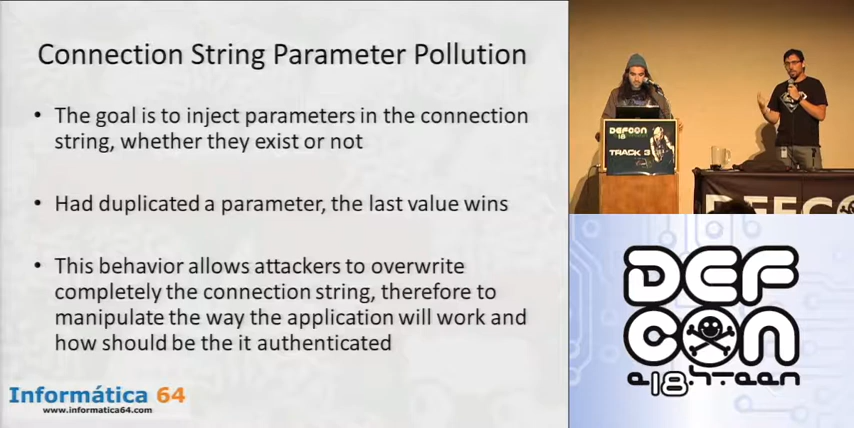 Connection String Parameter Pollution
• The goal is to inject parameters in the connection
string, whether they exist or not
• Had duplicated a parameter, the last value wins
• This behavior allows attackers to overwrite
completely the connection string, therefore to
manipulate the way the application will work and
how should be the it authenticated
Informática 64
www.informatica64.com
DEFCON
18
TRACK 3
DEFCO
DEF
CON
e.18.h.teen